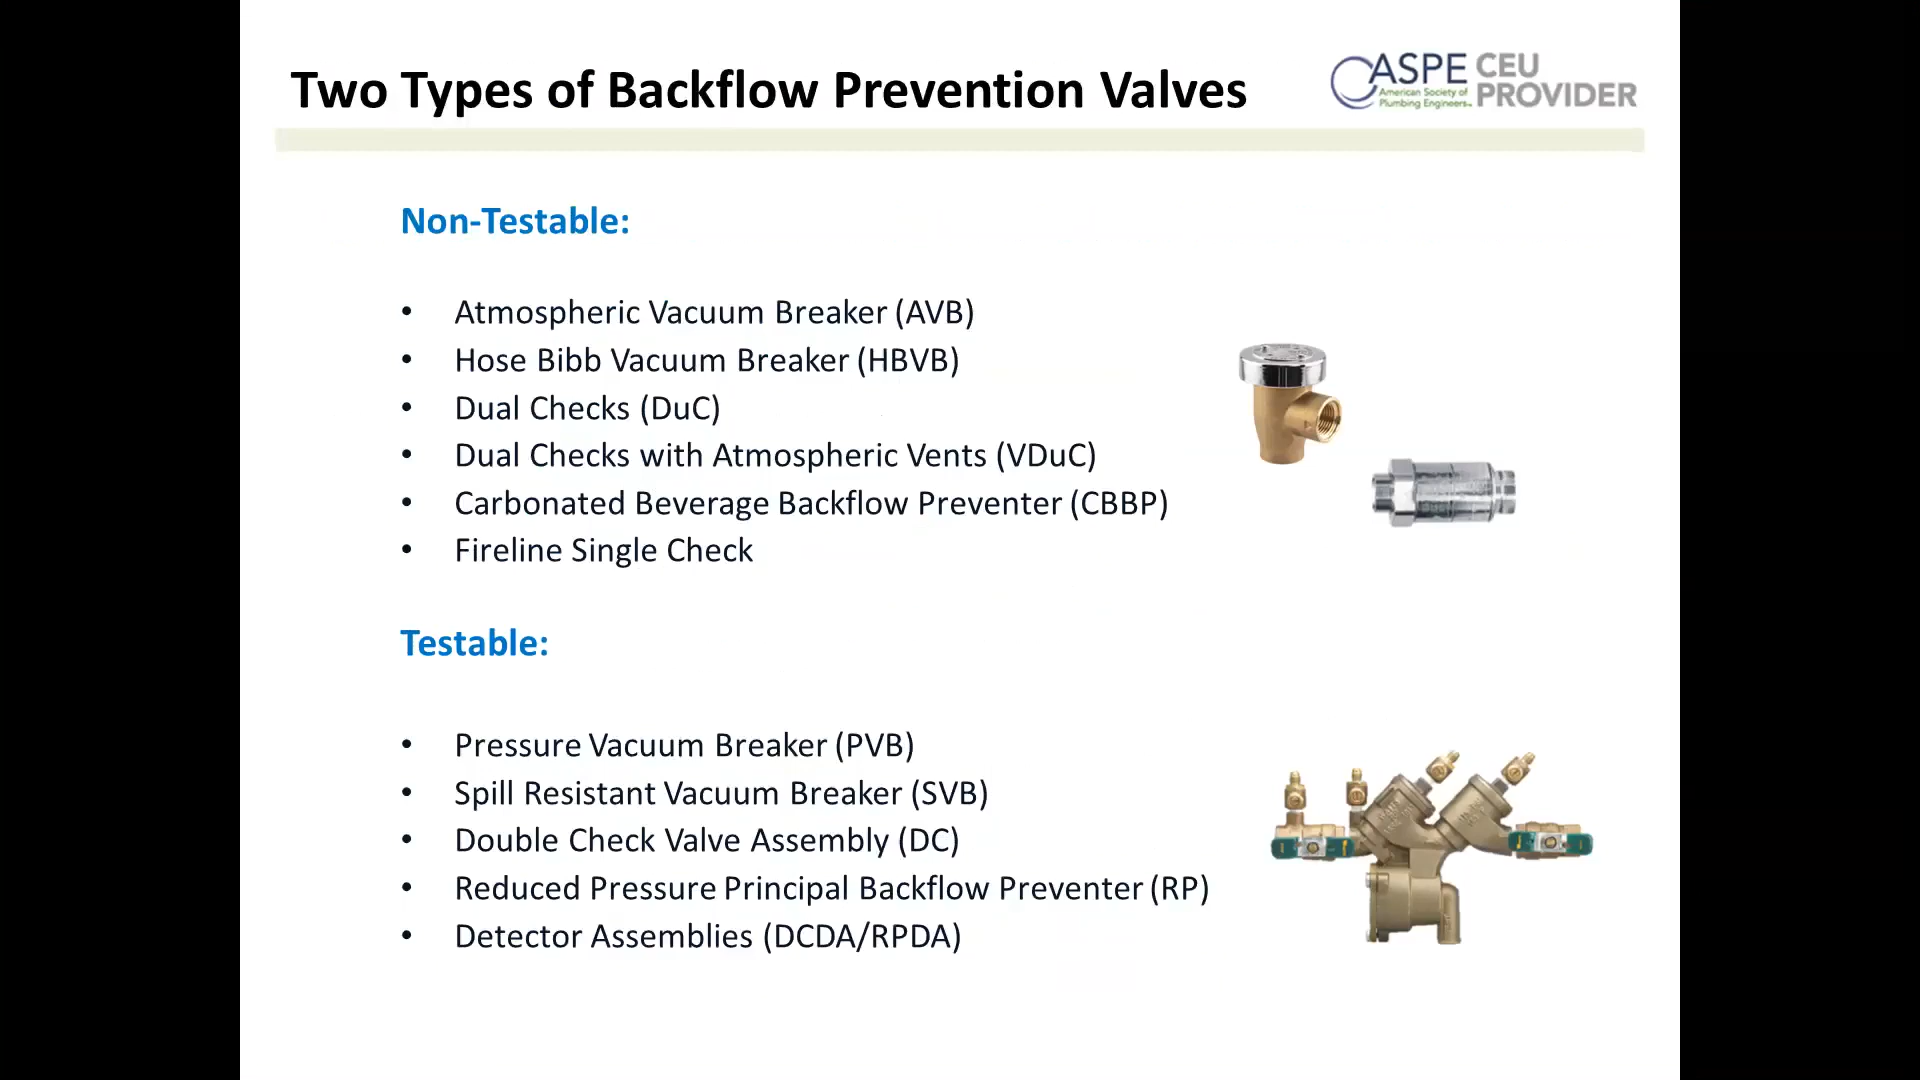 Two Types of Backflow Prevention Valves
ASPE CEU
American Society of
Plumbing Engineers
PROVIDER
Non-Testable:
• Atmospheric Vacuum Breaker (AVB)
• Hose Bibb Vacuum Breaker (HBVB)
• Dual Checks (DuC)
• Dual Checks with Atmospheric Vents (VDuC)
• Carbonated Beverage Backflow Preventer (CBBP)
• Fireline Single Check
Testable:
• Pressure Vacuum Breaker (PVB)
• Spill Resistant Vacuum Breaker (SVB)
• Double Check Valve Assembly (DC)
• Reduced Pressure Principal Backflow Preventer (RP)
• Detector Assemblies (DCDA/RPDA)